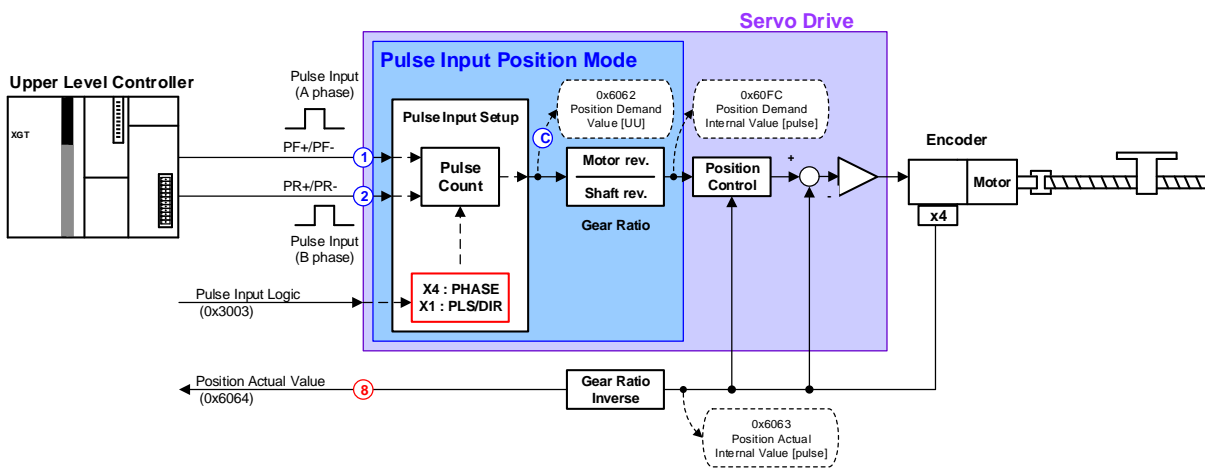 Servo Drive
Pulse Input Position Mode
Upper Level Controller
XGT
Pulse Input
(A phase)
PF+/PF-
1
PR+/PR-
2
Pulse Input
(B phase)
Pulse Input Logic
(0x3003)
Pulse Input Setup
Pulse
Count
X4 : PHASE
X1 : PLS/DIR
C
0x6062
Position Demand
Value [UU]
Motor rev.
Shaft rev.
Gear Ratio
0x60FC
Position Demand
Internal Value [pulse]
Position
Control
+
-
Encoder
Motor
x4
Position Actual Value
(0x6064)
8
Gear Ratio
Inverse
0x6063
Position Actual
Internal Value [pulse]